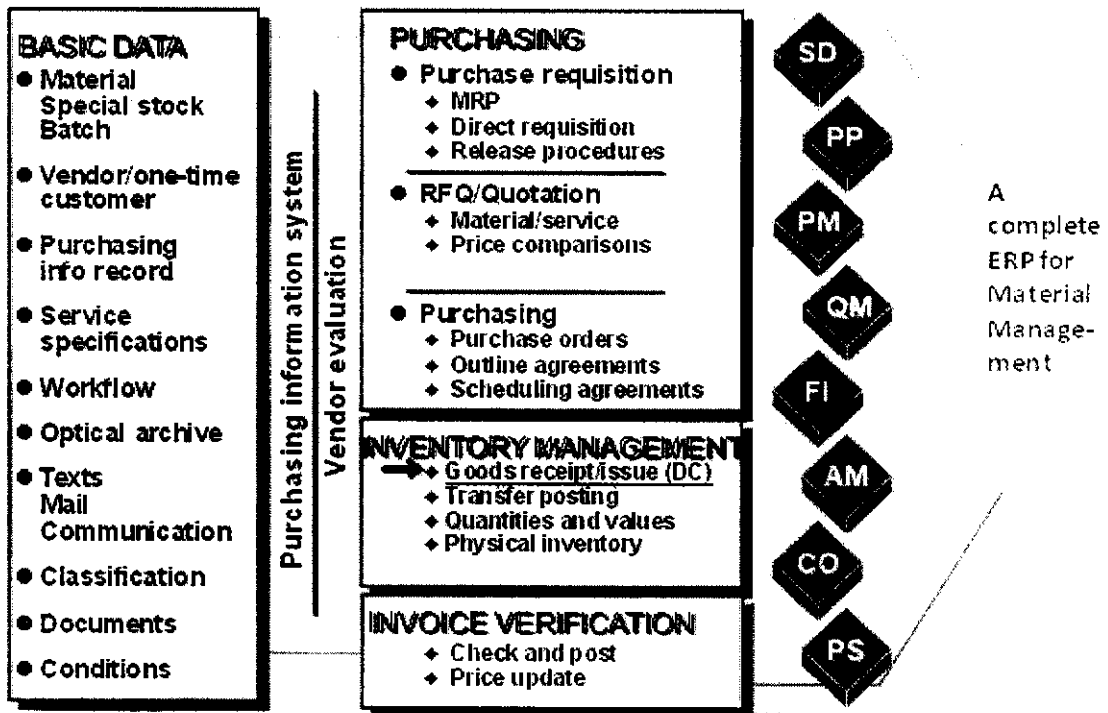 BASIC DATA
● Material
Special stock
Batch
● Vendor/one-time
customer
● Purchasing
info record
● Service
specifications
● Workflow
● Optical archive
● Texts
Mail
Communication
● Classification
● Documents
● Conditions
Purchasing information system
Vendor evaluation
PURCHASING
● Purchase requisition
◆ MRP
◆ Direct requisition
◆ Release procedures
● RFQ/Quotation
◆ Material/service
◆ Price comparisons
● Purchasing
◆ Purchase orders
◆ Outline agreements
◆ Scheduling agreements
INVENTORY MANAGEMENT
◆ Goods receipt/issue (DC)
◆ Transfer posting
◆ Quantities and values
◆ Physical inventory
INVOICE VERIFICATION
◆ Check and post
◆ Price update
SD
PP
PM
QM
FI
AM
CO
PS
A
complete
ERP for
Material
Manage-
ment